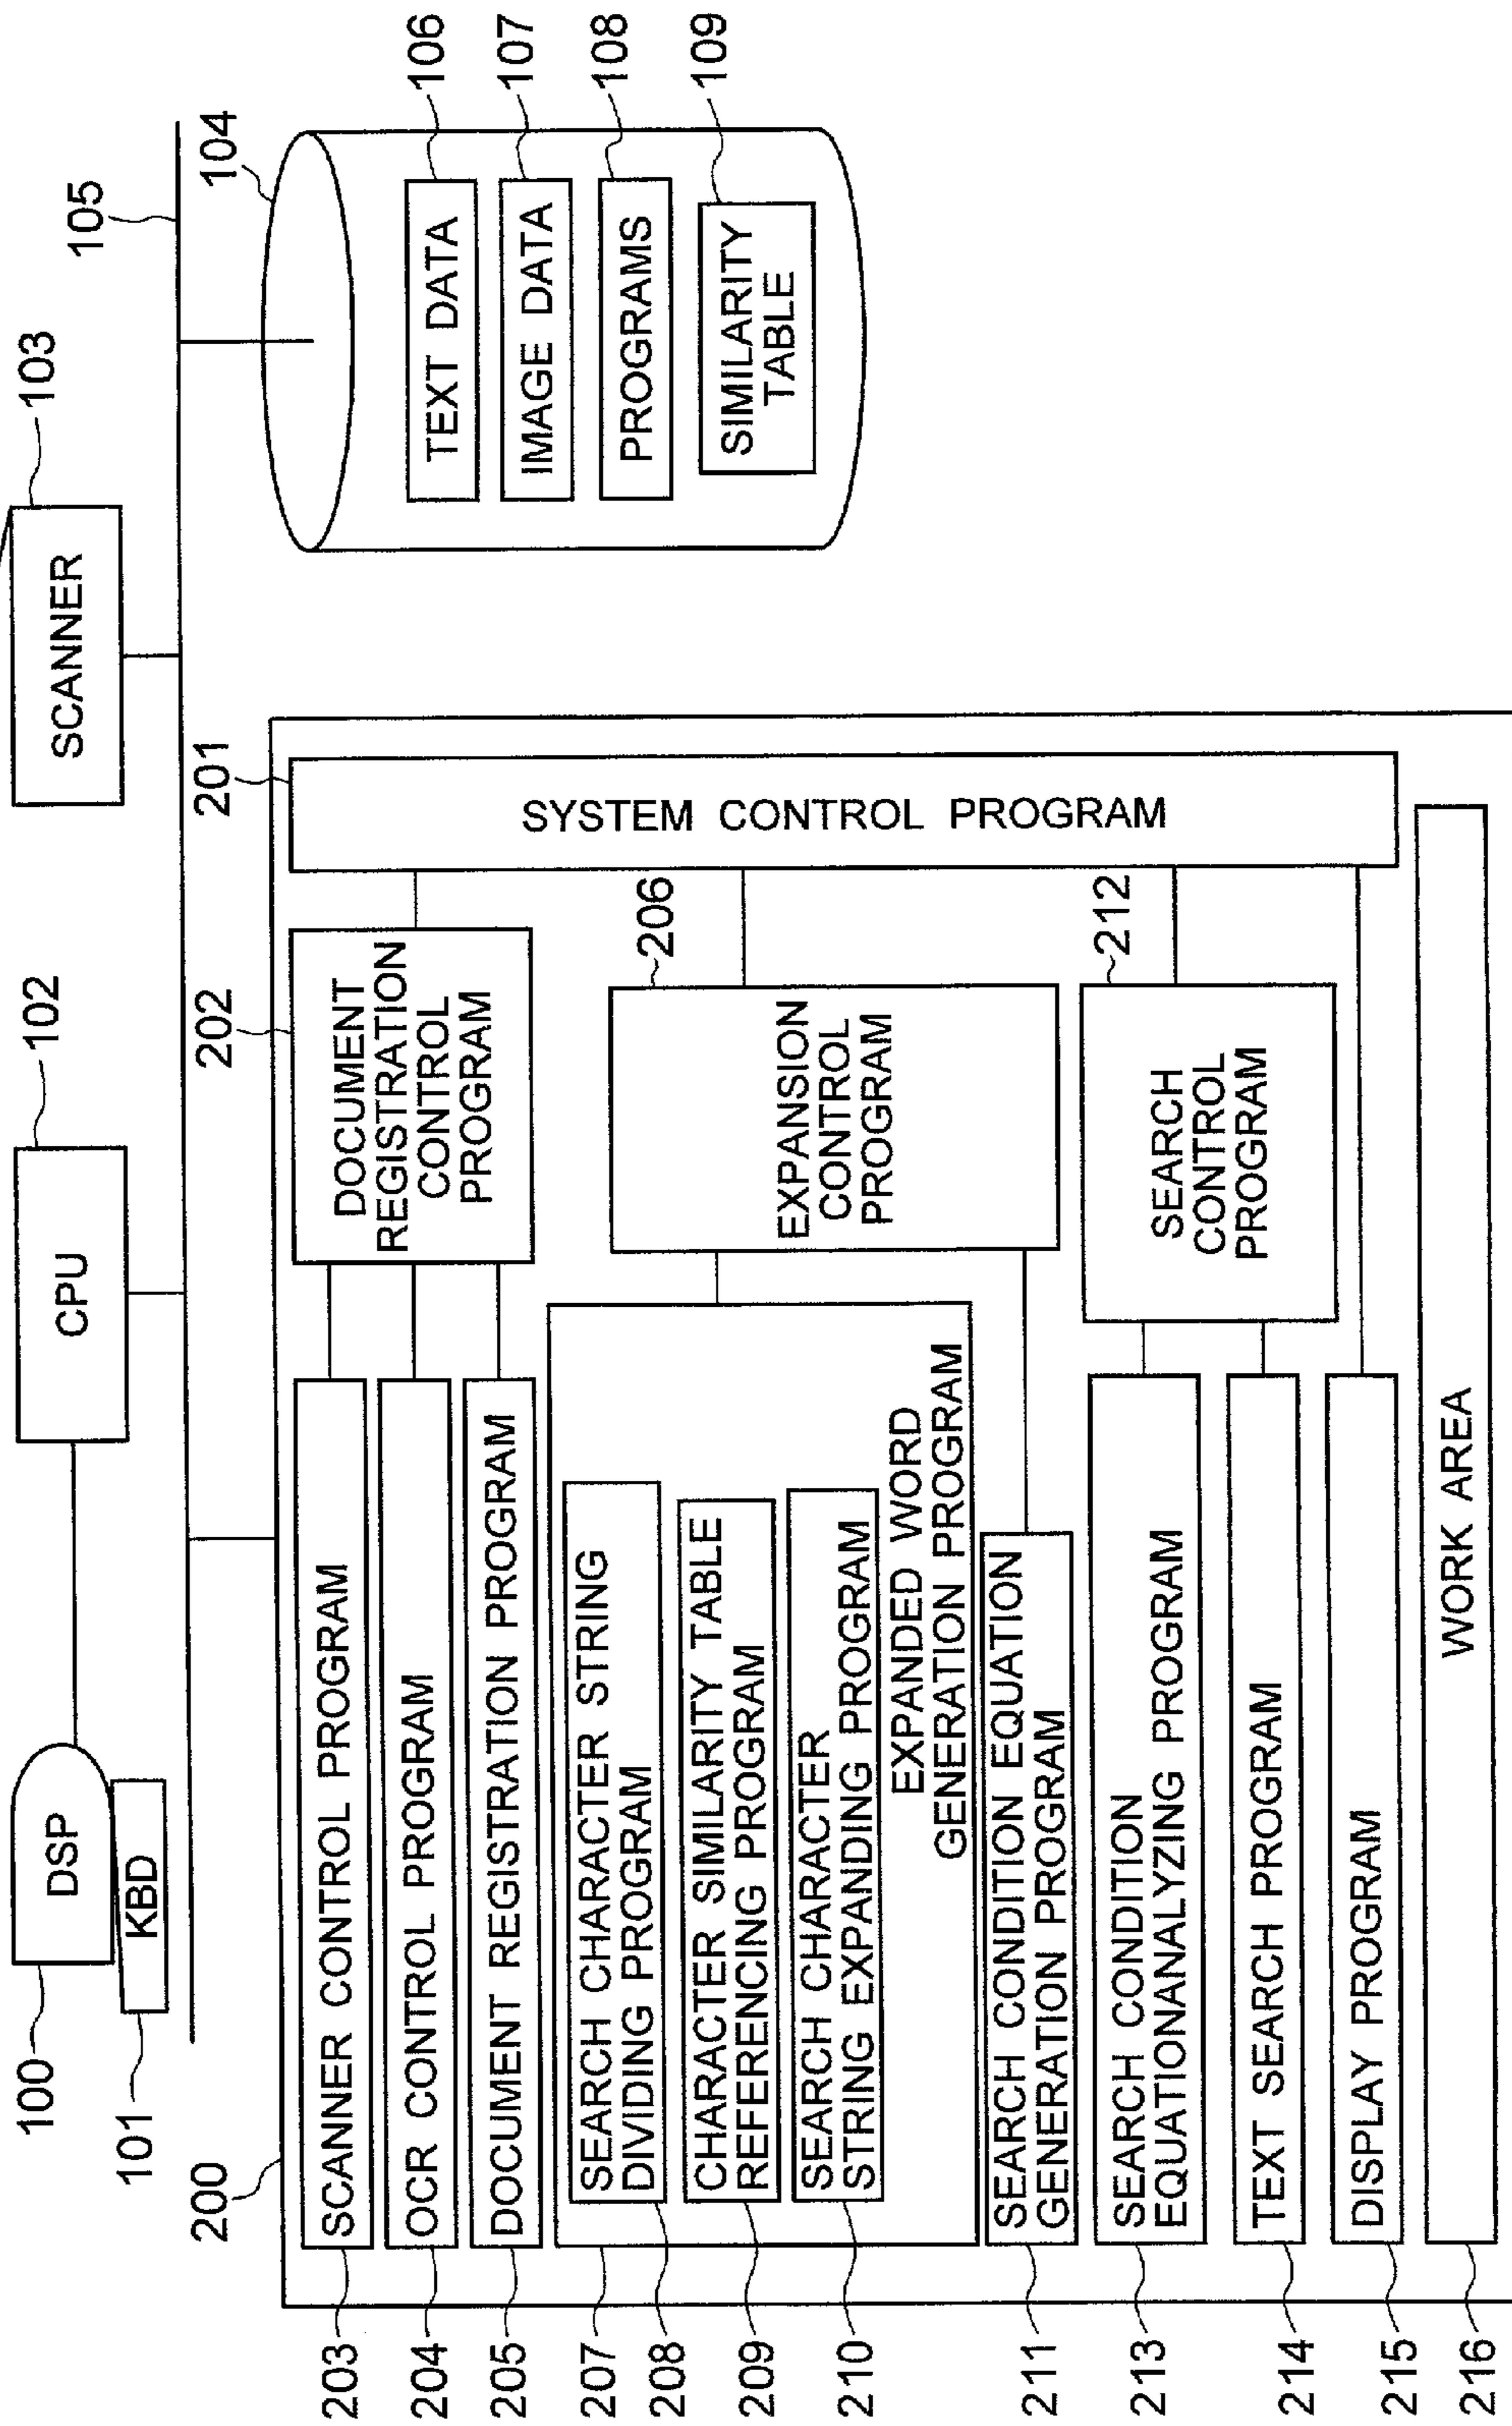 100
DSP
101
KBD
CPU
102
SCANNER
103
105
104
TEXT DATA
106
IMAGE DATA
107
PROGRAMS
108
SIMILARITY
TABLE
109
200
201
SYSTEM CONTROL PROGRAM
202
DOCUMENT
REGISTRATION
CONTROL
PROGRAM
203
SCANNER CONTROL PROGRAM
204
OCR CONTROL PROGRAM
205
DOCUMENT REGISTRATION PROGRAM
206
EXPANSION
CONTROL
PROGRAM
207
208
SEARCH CHARACTER STRING
DIVIDING PROGRAM
209
CHARACTER SIMILARITY TABLE
REFERENCING PROGRAM
210
SEARCH CHARACTER
STRING EXPANDING PROGRAM
EXPANDED WORD
GENERATION PROGRAM
211
SEARCH CONDITION EQUATION
GENERATION PROGRAM
212
SEARCH
CONTROL
PROGRAM
213
SEARCH CONDITION
EQUATIONANALYZING PROGRAM
214
TEXT SEARCH PROGRAM
215
DISPLAY PROGRAM
216
WORK AREA